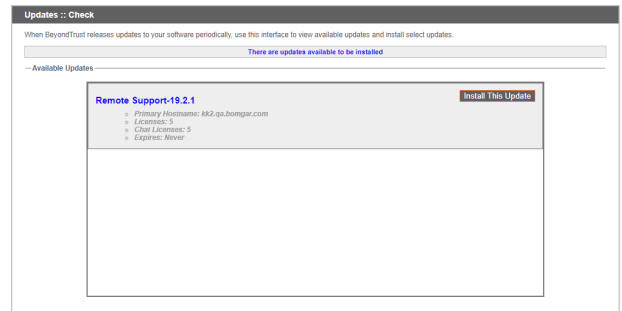 Updates :: Check
When BeyondTrust releases updates to your software periodically, use this interface to view available updates and install select updates.
There are updates available to be installed
Available Updates
Remote Support-19.2.1
Install This Update
Primary Hostname: kk2.qa.bomgar.com
Licenses: 5
Chat Licenses: 5
Expires: Never